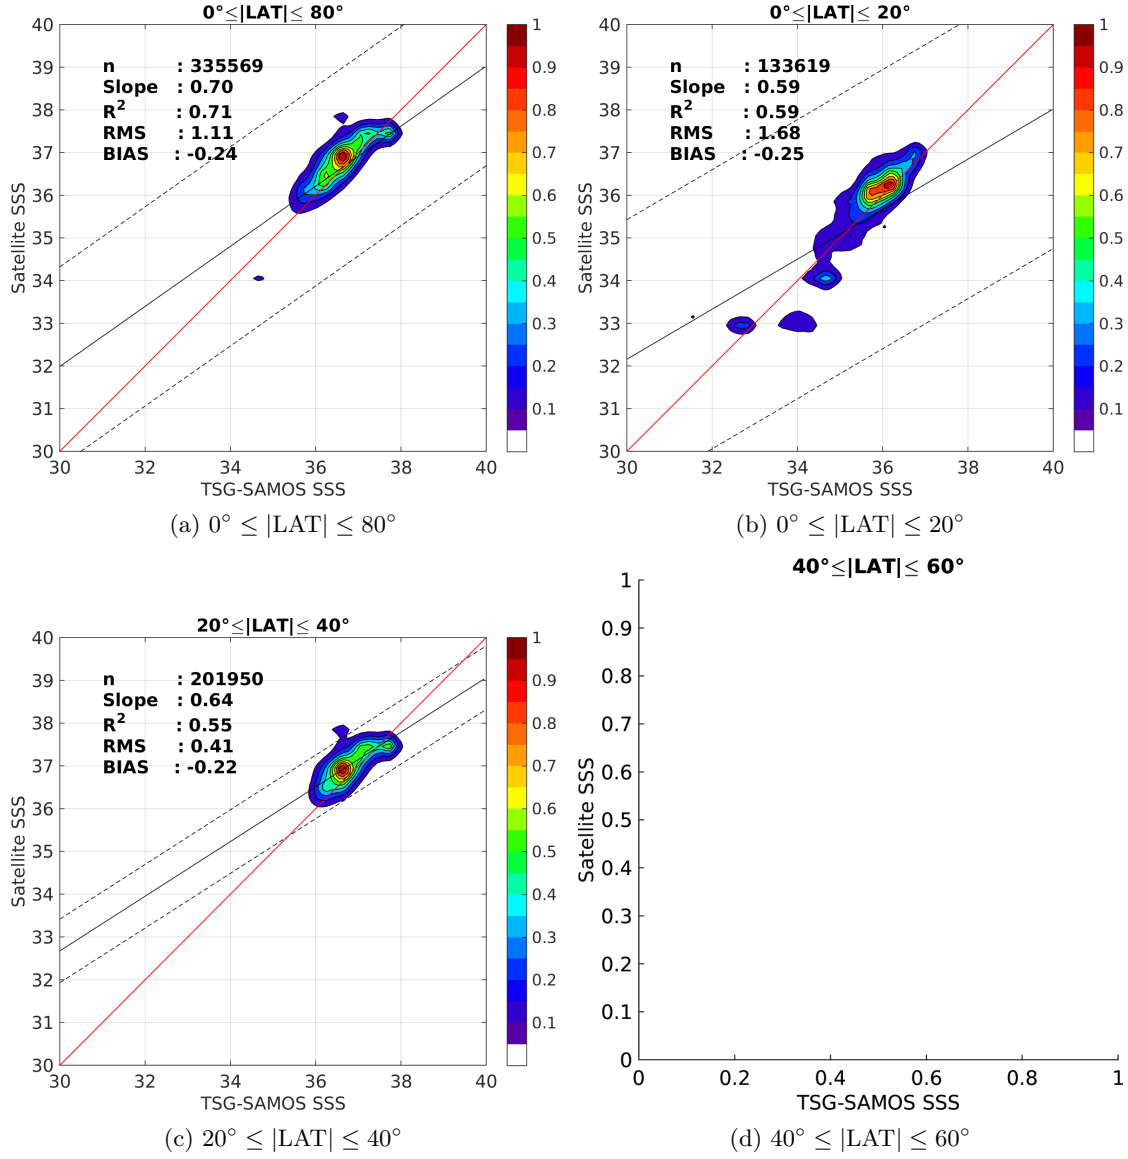 0°≤|LAT|≤ 80°
40
39
38
37
36
35
34
33
32
31
30
Satellite SSS
n : 335569
Slope : 0.70
R² : 0.71
RMS : 1.11
BIAS : -0.24
30 32 34 36 38 40
TSG-SAMOS SSS
1
0.9
0.8
0.7
0.6
0.5
0.4
0.3
0.2
0.1
(a) 0° ≤ |LAT| ≤ 80°
0°≤|LAT|≤ 20°
40
39
38
37
36
35
34
33
32
31
30
Satellite SSS
n : 133619
Slope : 0.59
R² : 0.59
RMS : 1.68
BIAS : -0.25
30 32 34 36 38 40
TSG-SAMOS SSS
1
0.9
0.8
0.7
0.6
0.5
0.4
0.3
0.2
0.1
(b) 0° ≤ |LAT| ≤ 20°
20°≤|LAT|≤ 40°
40
39
38
37
36
35
34
33
32
31
30
Satellite SSS
n : 201950
Slope : 0.64
R² : 0.55
RMS : 0.41
BIAS : -0.22
30 32 34 36 38 40
TSG-SAMOS SSS
1
0.9
0.8
0.7
0.6
0.5
0.4
0.3
0.2
0.1
(c) 20° ≤ |LAT| ≤ 40°
40°≤|LAT|≤ 60°
1
0.9
0.8
0.7
0.6
0.5
0.4
0.3
0.2
0.1
0
Satellite SSS
0 0.2 0.4 0.6 0.8 1
TSG-SAMOS SSS
(d) 40° ≤ |LAT| ≤ 60°